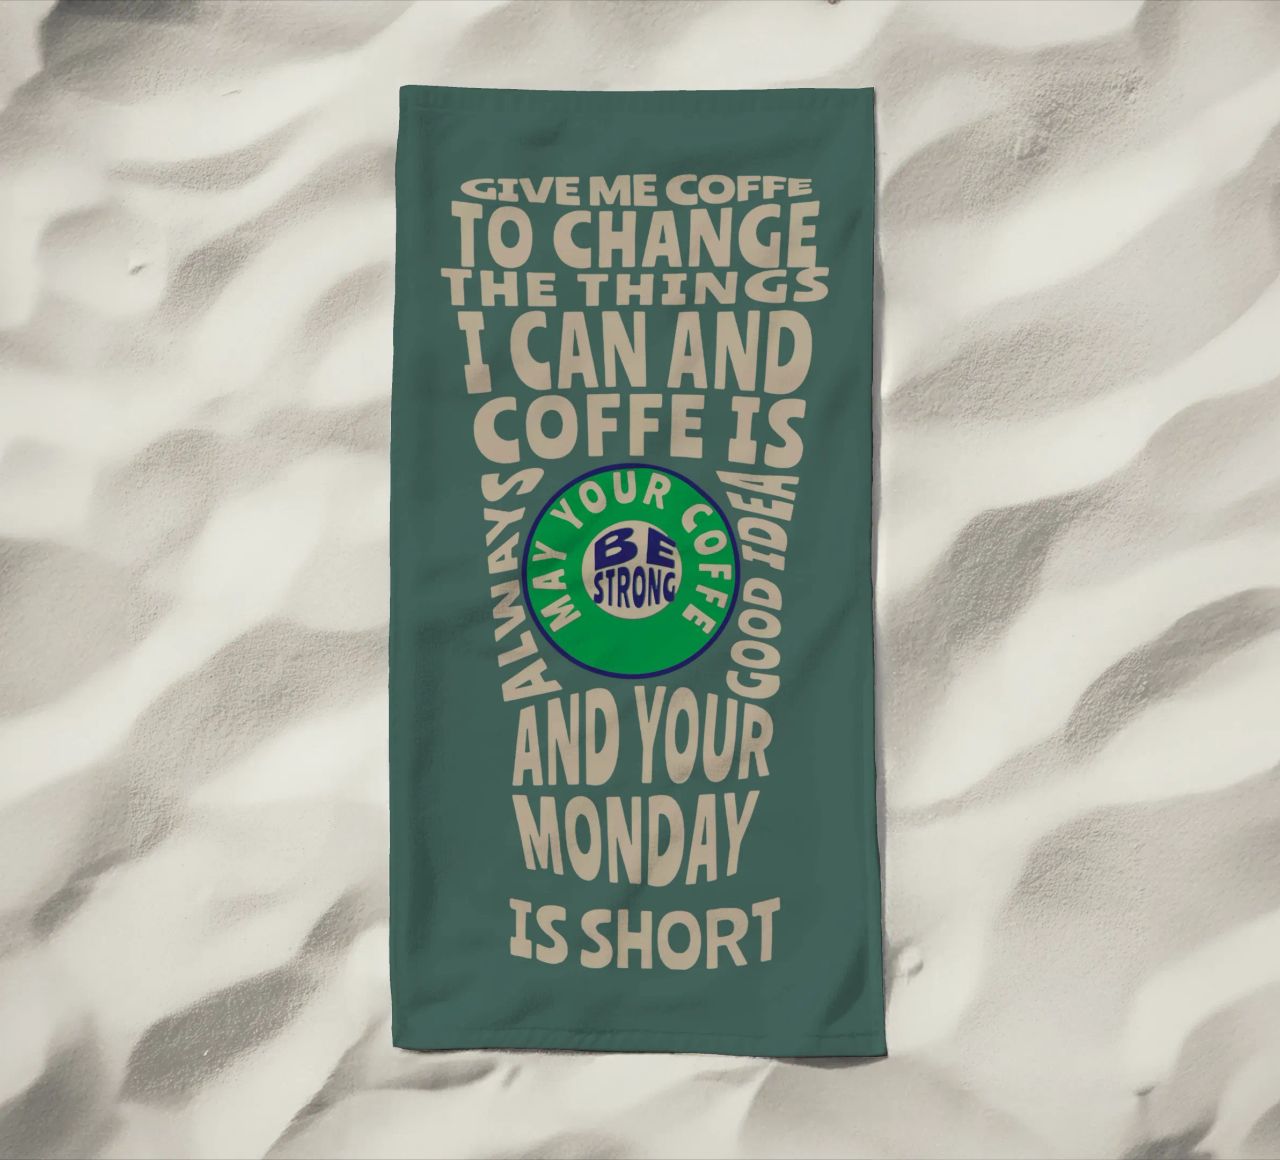 GIVE ME COFFE
TO CHANGE
THE THINGS
I CAN AND
COFFE IS
ALWAYS
MAY YOUR COFFE
BE
STRONG
GOOD IDEA
AND YOUR
MONDAY
IS SHORT